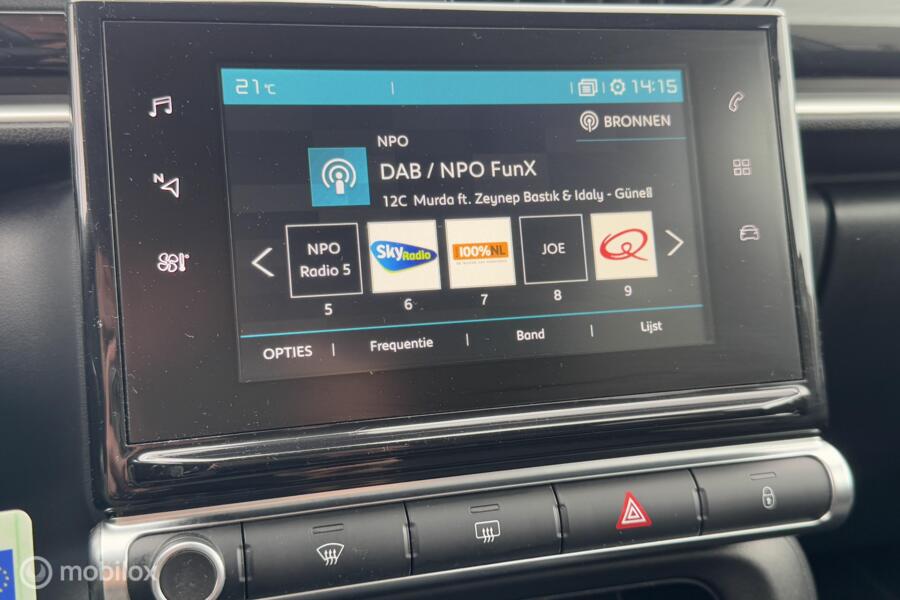 21°C 14:15
BRONNEN
NPO
DAB / NPO FunX
12C Murda ft. Zeynep Bastık & Idaly - Güne
N
NPO Radio 5
Sky Radio
100%NL
JOE
Q
5 6 7 8 9
OPTIES | Frequentie | Band | Lijst
mobilox